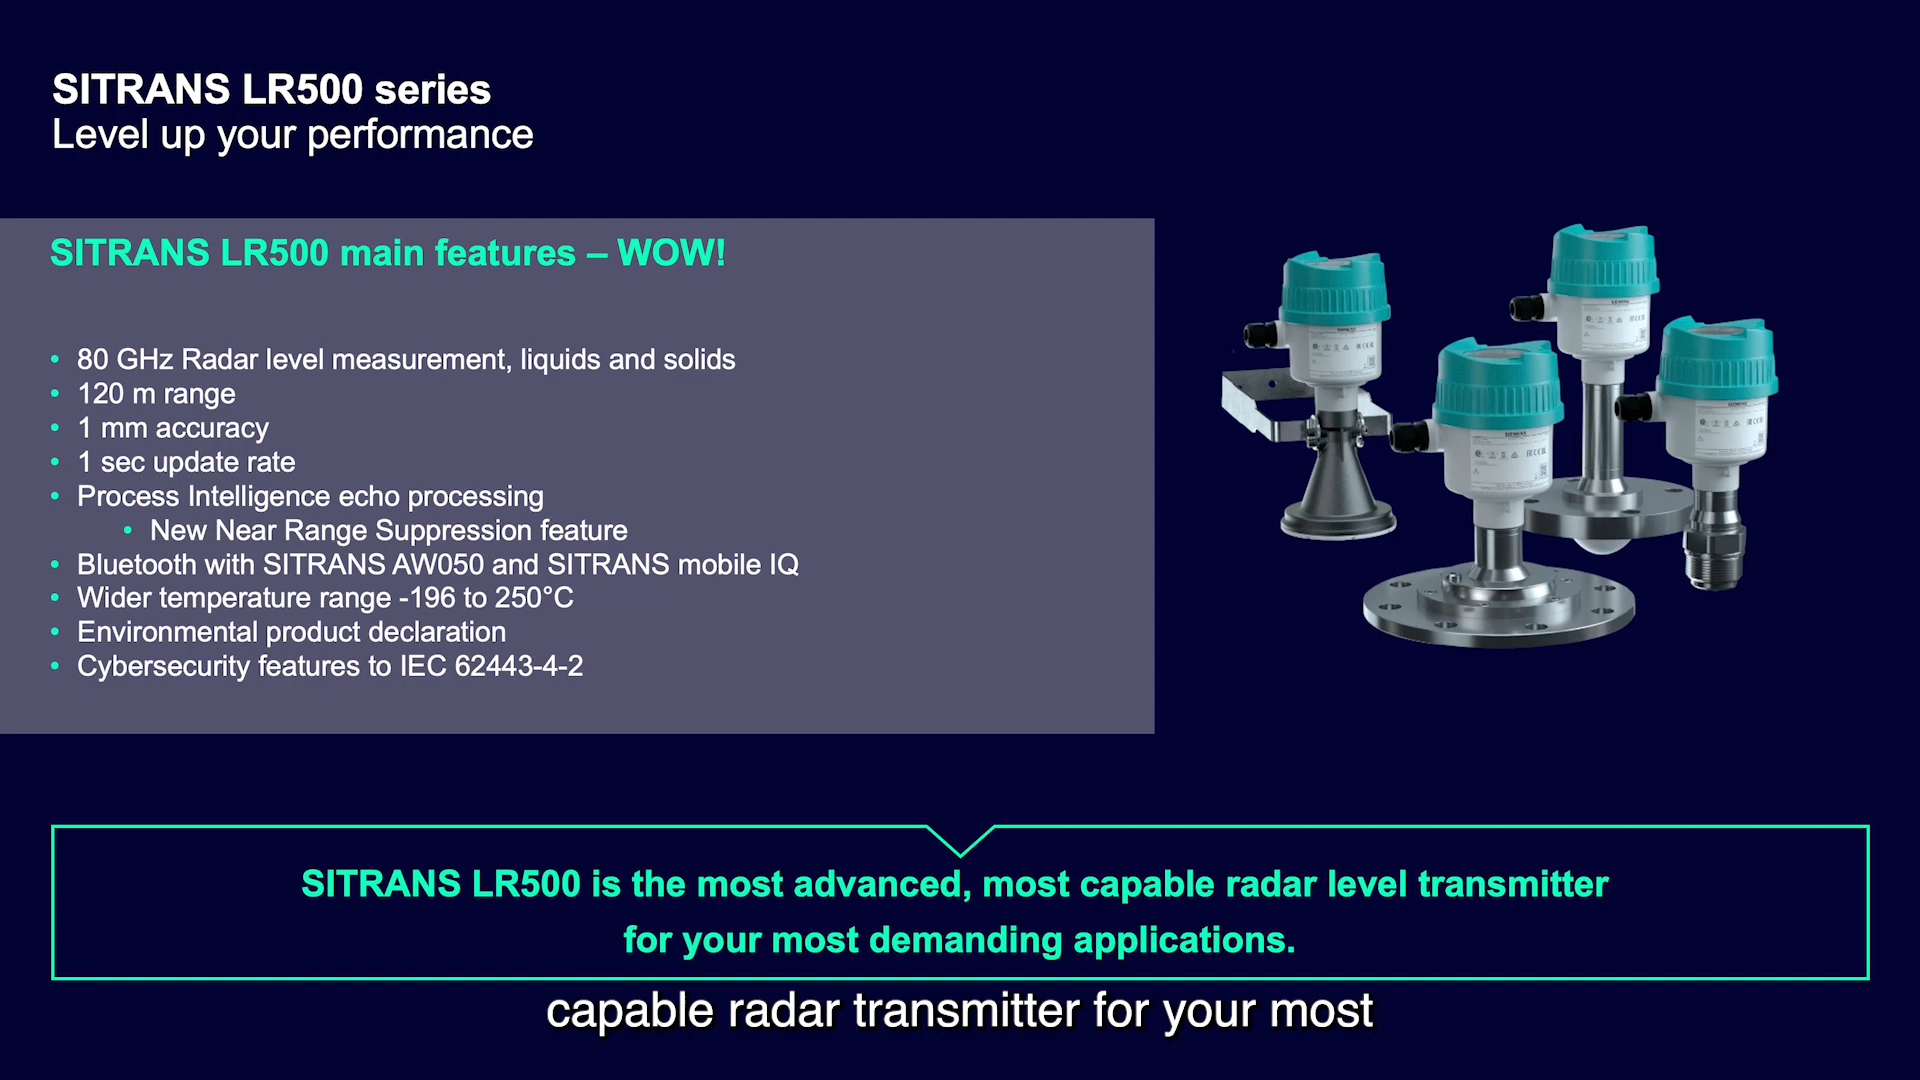 SITRANS LR500 series
Level up your performance
SITRANS LR500 main features – WOW!
• 80 GHz Radar level measurement, liquids and solids
• 120 m range
• 1 mm accuracy
• 1 sec update rate
• Process Intelligence echo processing
• New Near Range Suppression feature
• Bluetooth with SITRANS AW050 and SITRANS mobile IQ
• Wider temperature range -196 to 250°C
• Environmental product declaration
• Cybersecurity features to IEC 62443-4-2
SIEMENS
SIEMENS
SIEMENS
SIEMENS
SITRANS LR500 is the most advanced, most capable radar level transmitter
for your most demanding applications.
capable radar transmitter for your most